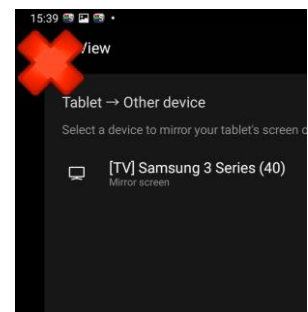 15:39
View
Tablet → Other device
Select a device to mirror your tablet's screen
[TV] Samsung 3 Series (40)
Mirror screen